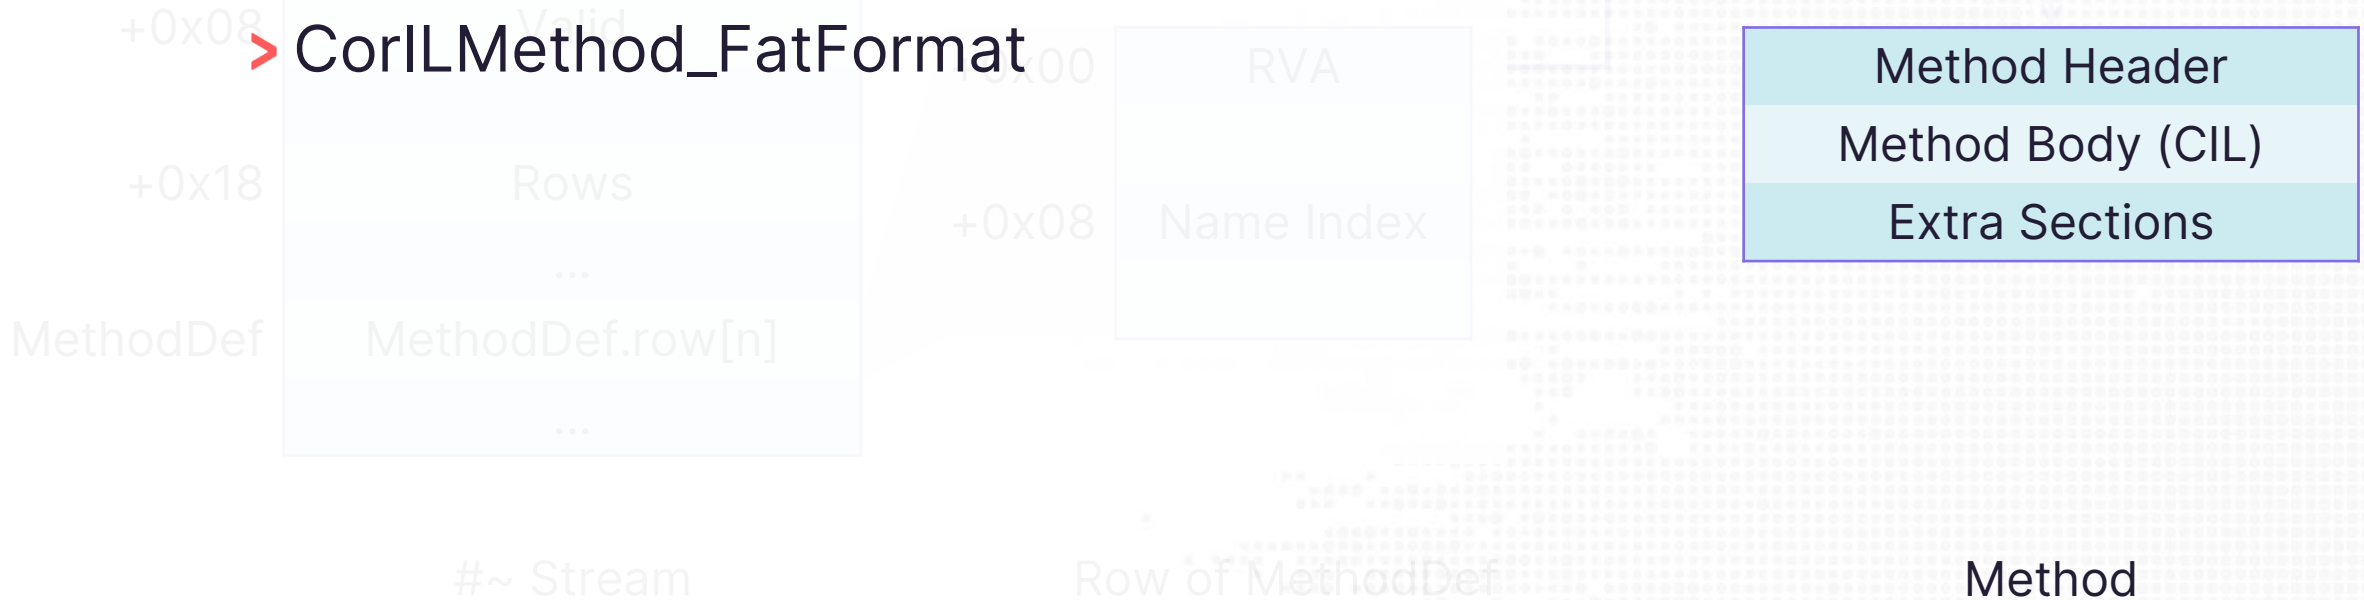 > CorILMethod_FatFormat
+0x08
Valid
+0x18
Rows
...
MethodDef
MethodDef.row[n]
...
#~ Stream
0x00
RVA
+0x08
Name Index
Row of MethodDef
Method Header
Method Body (CIL)
Extra Sections
Method